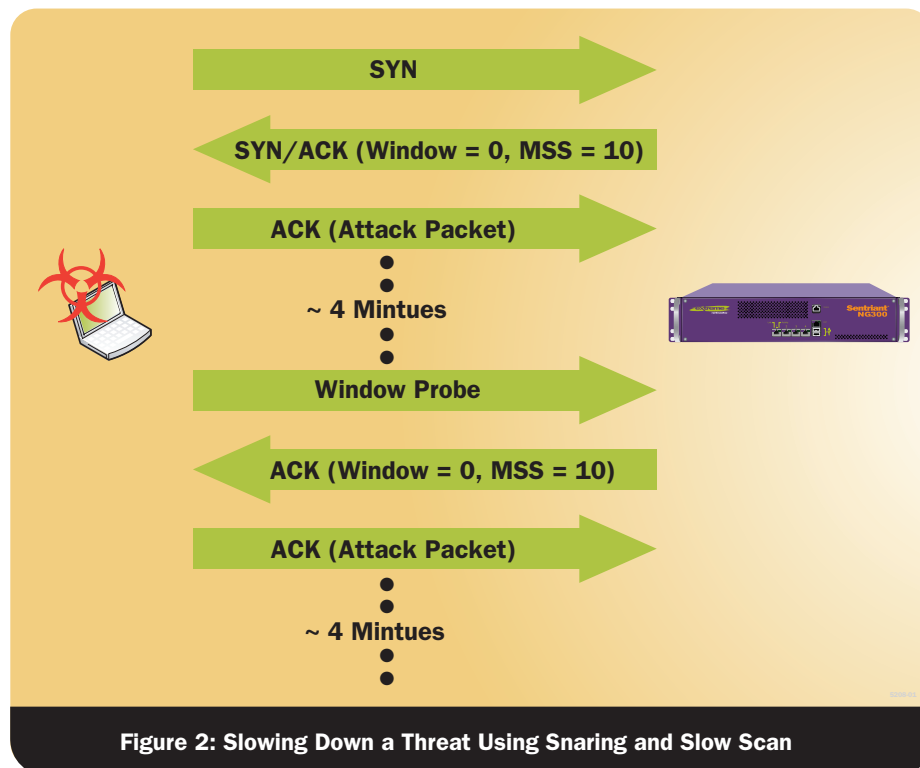 SYN
SYN/ACK (Window = 0, MSS = 10)
ACK (Attack Packet)
~ 4 Mintues
Sentriant
NG300
Window Probe
ACK (Window = 0, MSS = 10)
ACK (Attack Packet)
~ 4 Mintues
Figure 2: Slowing Down a Threat Using Snaring and Slow Scan